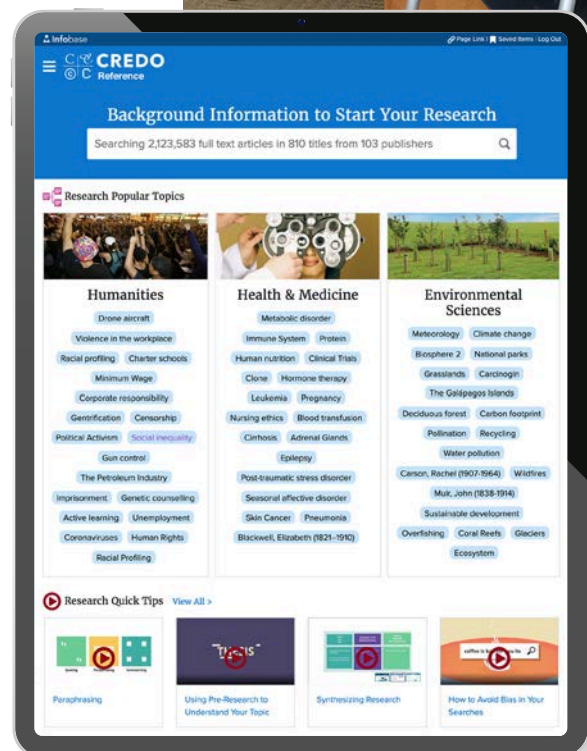 Infobase
Page Link | Saved Items | Log Out
CREDO
Reference
Background Information to Start Your Research
Searching 2,123,583 full text articles in 810 titles from 103 publishers
Research Popular Topics
Humanities
Drone aircraft
Violence in the workplace
Racial profiling Charter schools
Minimum Wage
Corporate responsibility
Gentrification Censorship
Political Activism Social inequality
Gun control
The Petroleum Industry
Imprisonment Genetic counselling
Active learning Unemployment
Coronaviruses Human Rights
Racial Profiling
Health & Medicine
Metabolic disorder
Immune System Protein
Human nutrition Clinical Trials
Clone Hormone therapy
Leukemia Pregnancy
Nursing ethics Blood transfusion
Cirrhosis Adrenal Glands
Epilepsy
Post-traumatic stress disorder
Seasonal affective disorder
Skin Cancer Pneumonia
Blackwell, Elizabeth (1821–1910)
Environmental
Sciences
Meteorology Climate change
Biosphere 2 National parks
Grasslands Carcinogin
The Galápagos Islands
Deciduous forest Carbon footprint
Pollination Recycling
Water pollution
Carson, Rachel (1907-1964) Wildfires
Muir, John (1838-1914)
Sustainable development
Overfishing Coral Reefs Glaciers
Ecosystem
Research Quick Tips View All >
Paraphrasing
Using Pre-Research to
Understand Your Topic
Synthesizing Research
How to Avoid Bias in Your
Searches